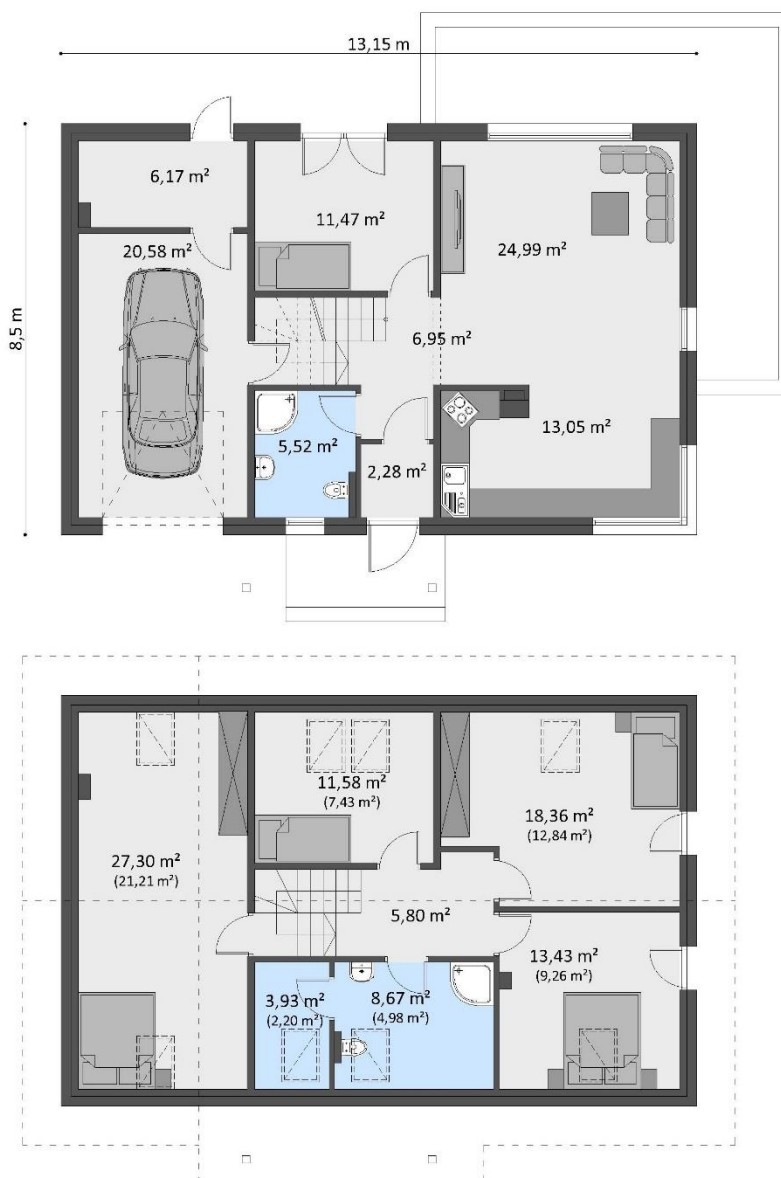 13,15 m
8,5 m
6,17 m²
11,47 m²
20,58 m²
24,99 m²
6,95 m²
5,52 m²
2,28 m²
13,05 m²
11,58 m²
(7,43 m²)
18,36 m²
(12,84 m²)
27,30 m²
(21,21 m²)
5,80 m²
13,43 m²
(9,26 m²)
3,93 m²
(2,20 m²)
8,67 m²
(4,98 m²)